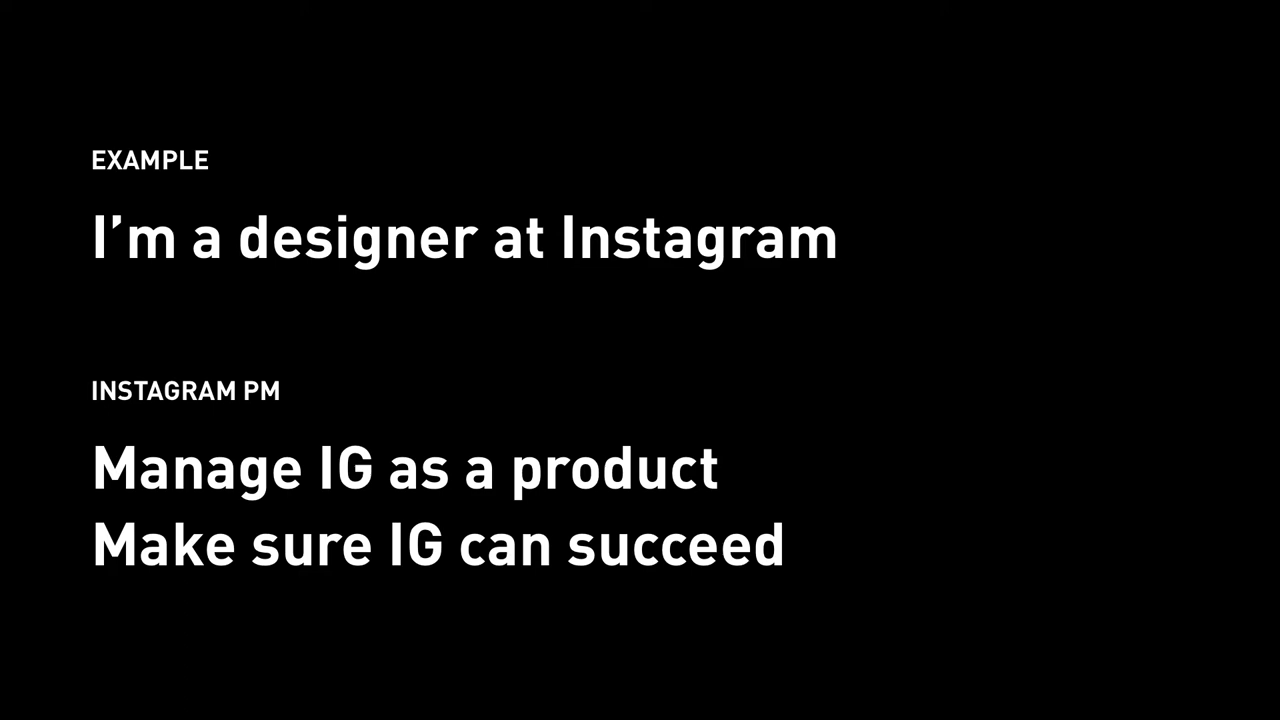 EXAMPLE
I’m a designer at Instagram
INSTAGRAM PM
Manage IG as a product
Make sure IG can succeed